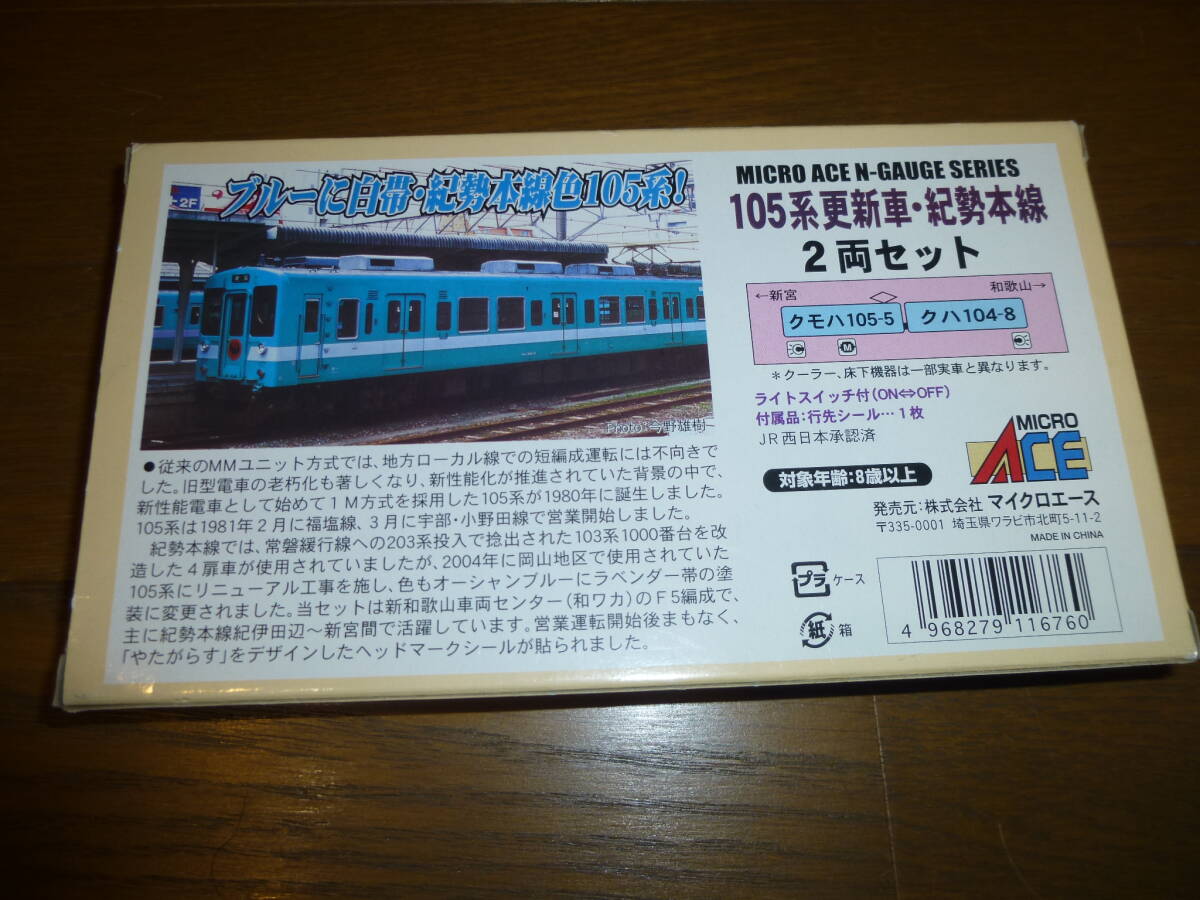 ブルーに白帯・紀勢本線色105系!
2F
Photo:今野雄樹
●従来のMMユニット方式では、地方ローカル線での短編成運転には不向きで
した。旧型電車の老朽化も著しくなり、新性能化が推進されていた背景の中で、
新性能電車として始めて1M方式を採用した105系が1980年に誕生しました。
105系は1981年2月に福塩線、3月に宇部・小野田線で営業開始しました。
紀勢本線では、常磐緩行線への203系投入で捻出された103系1000番台を改
造した4扉車が使用されていましたが、2004年に岡山地区で使用されていた
105系にリニューアル工事を施し、色もオーシャンブルーにラベンダー帯の塗
装に変更されました。当セットは新和歌山車両センター(和ワカ)のF5編成で、
主に紀勢本線紀伊田辺～新宮間で活躍しています。営業運転開始後まもなく、
「やたがらす」をデザインしたヘッドマークシールが貼られました。
MICRO ACE N-GAUGE SERIES
105系更新車・紀勢本線
2両セット
←新宮 和歌山→
クモハ105-5 クハ104-8
M
*クーラー、床下機器は一部実車と異なります。
ライトスイッチ付(ON⇔OFF)
付属品:行先シール…1枚
JR西日本承認済
MICRO
ACE
対象年齢:8歳以上
発売元:株式会社 マイクロエース
〒335-0001 埼玉県ワラビ市北町5-11-2
MADE IN CHINA
プラ ケース
紙 箱
4 968279 116760